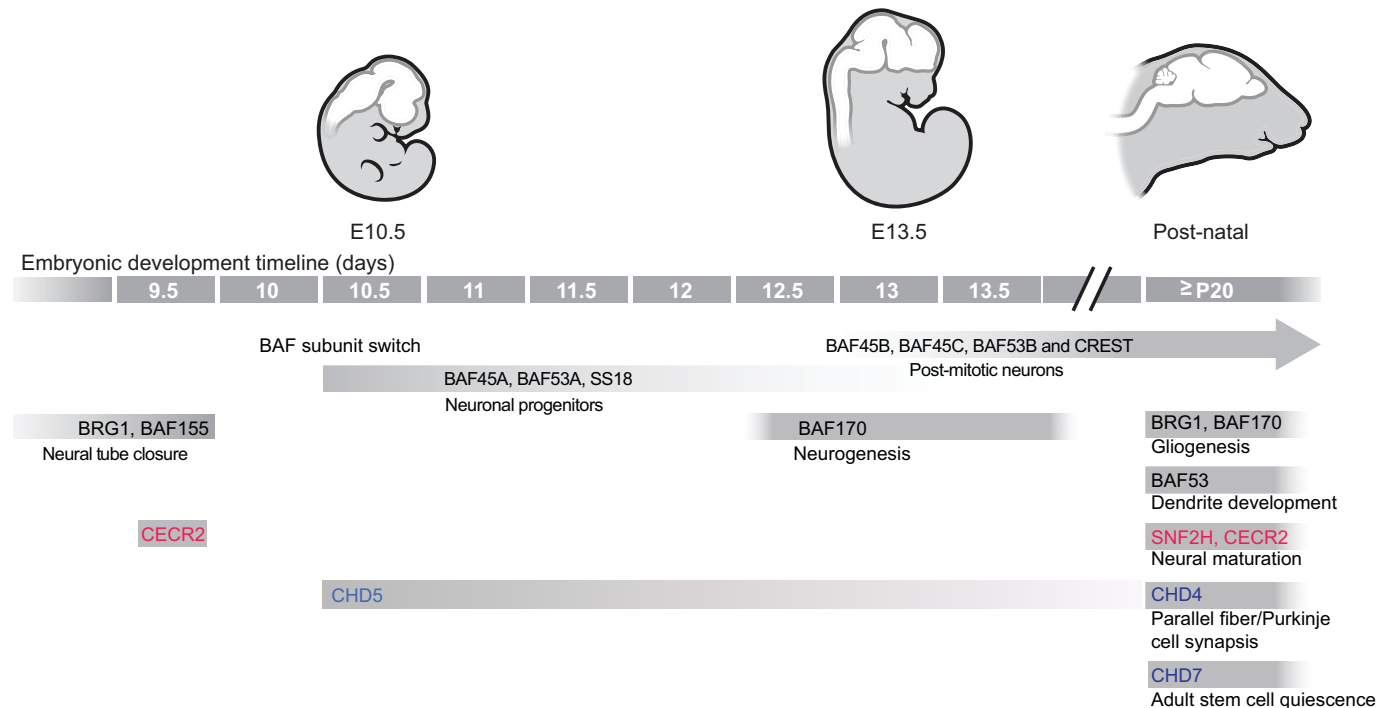 E10.5
E13.5
Post-natal
Embryonic development timeline (days)
9.5 10 10.5 11 11.5 12 12.5 13 13.5 ≥ P20
BAF subunit switch
BAF45B, BAF45C, BAF53B and CREST
Post-mitotic neurons
BAF45A, BAF53A, SS18
Neuronal progenitors
BRG1, BAF155
Neural tube closure
BAF170
Neurogenesis
BRG1, BAF170
Gliogenesis
BAF53
Dendrite development
CECR2
SNF2H, CECR2
Neural maturation
CHD5
CHD4
Parallel fiber/Purkinje
cell synapsis
CHD7
Adult stem cell quiescence